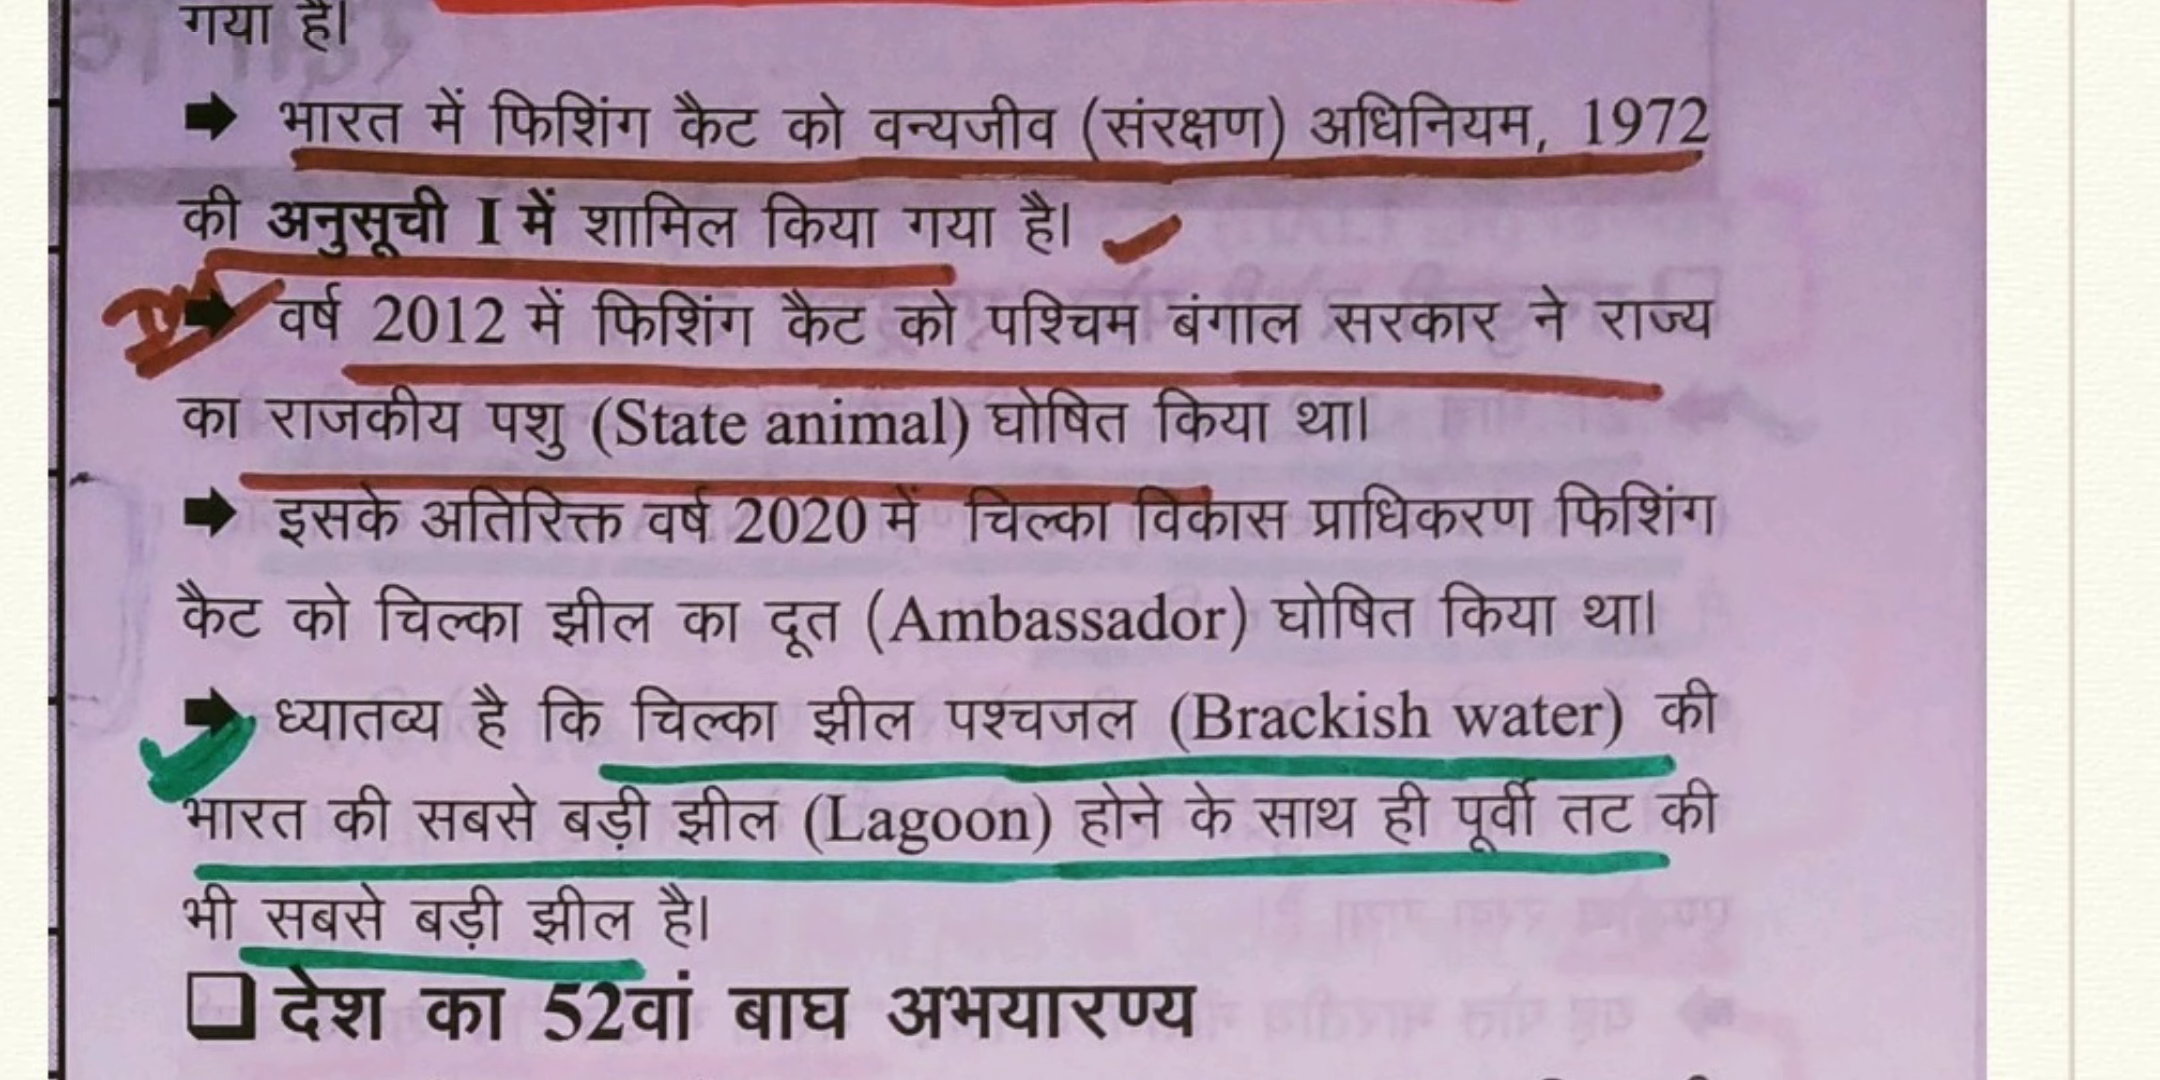 गया है।
➡ भारत में फिशिंग कैट को वन्यजीव (संरक्षण) अधिनियम, 1972
की अनुसूची I में शामिल किया गया है।
➡ वर्ष 2012 में फिशिंग कैट को पश्चिम बंगाल सरकार ने राज्य
का राजकीय पशु (State animal) घोषित किया था।
➡ इसके अतिरिक्त वर्ष 2020 में चिल्का विकास प्राधिकरण फिशिंग
कैट को चिल्का झील का दूत (Ambassador) घोषित किया था।
➡ ध्यातव्य है कि चिल्का झील पश्चजल (Brackish water) की
भारत की सबसे बड़ी झील (Lagoon) होने के साथ ही पूर्वी तट की
भी सबसे बड़ी झील है।
❑ देश का 52वां बाघ अभयारण्य